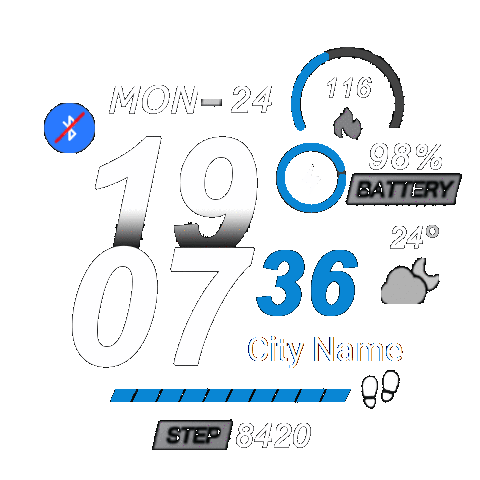 MON- 24
116
98%
BATTERY
19
24°
07
36
City Name
STEP 8420